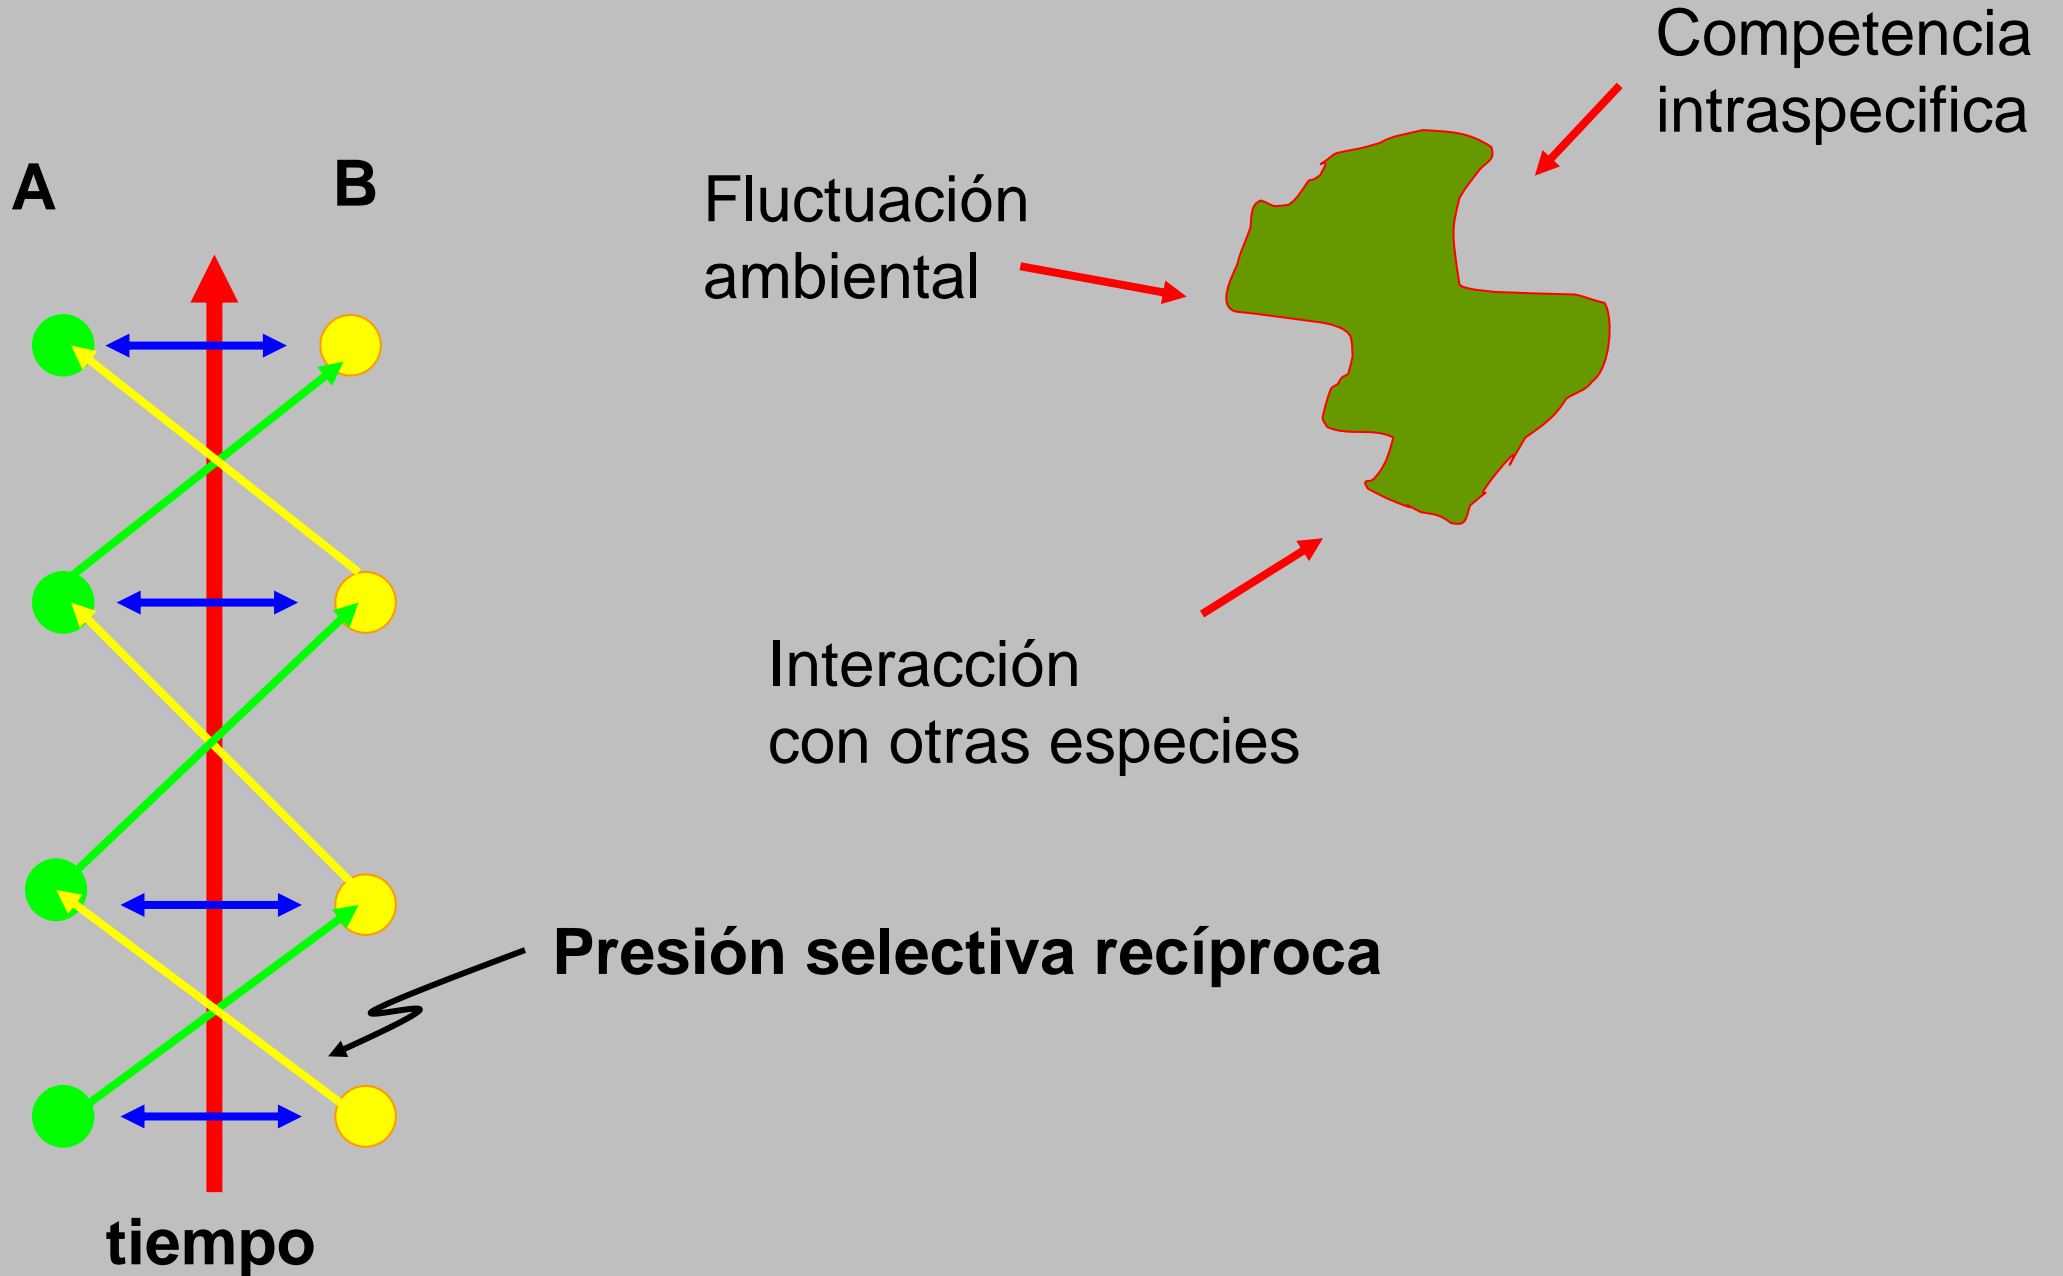 Competencia
intraspecifica
A
B
Fluctuación
ambiental
Interacción
con otras especies
Presión selectiva recíproca
tiempo